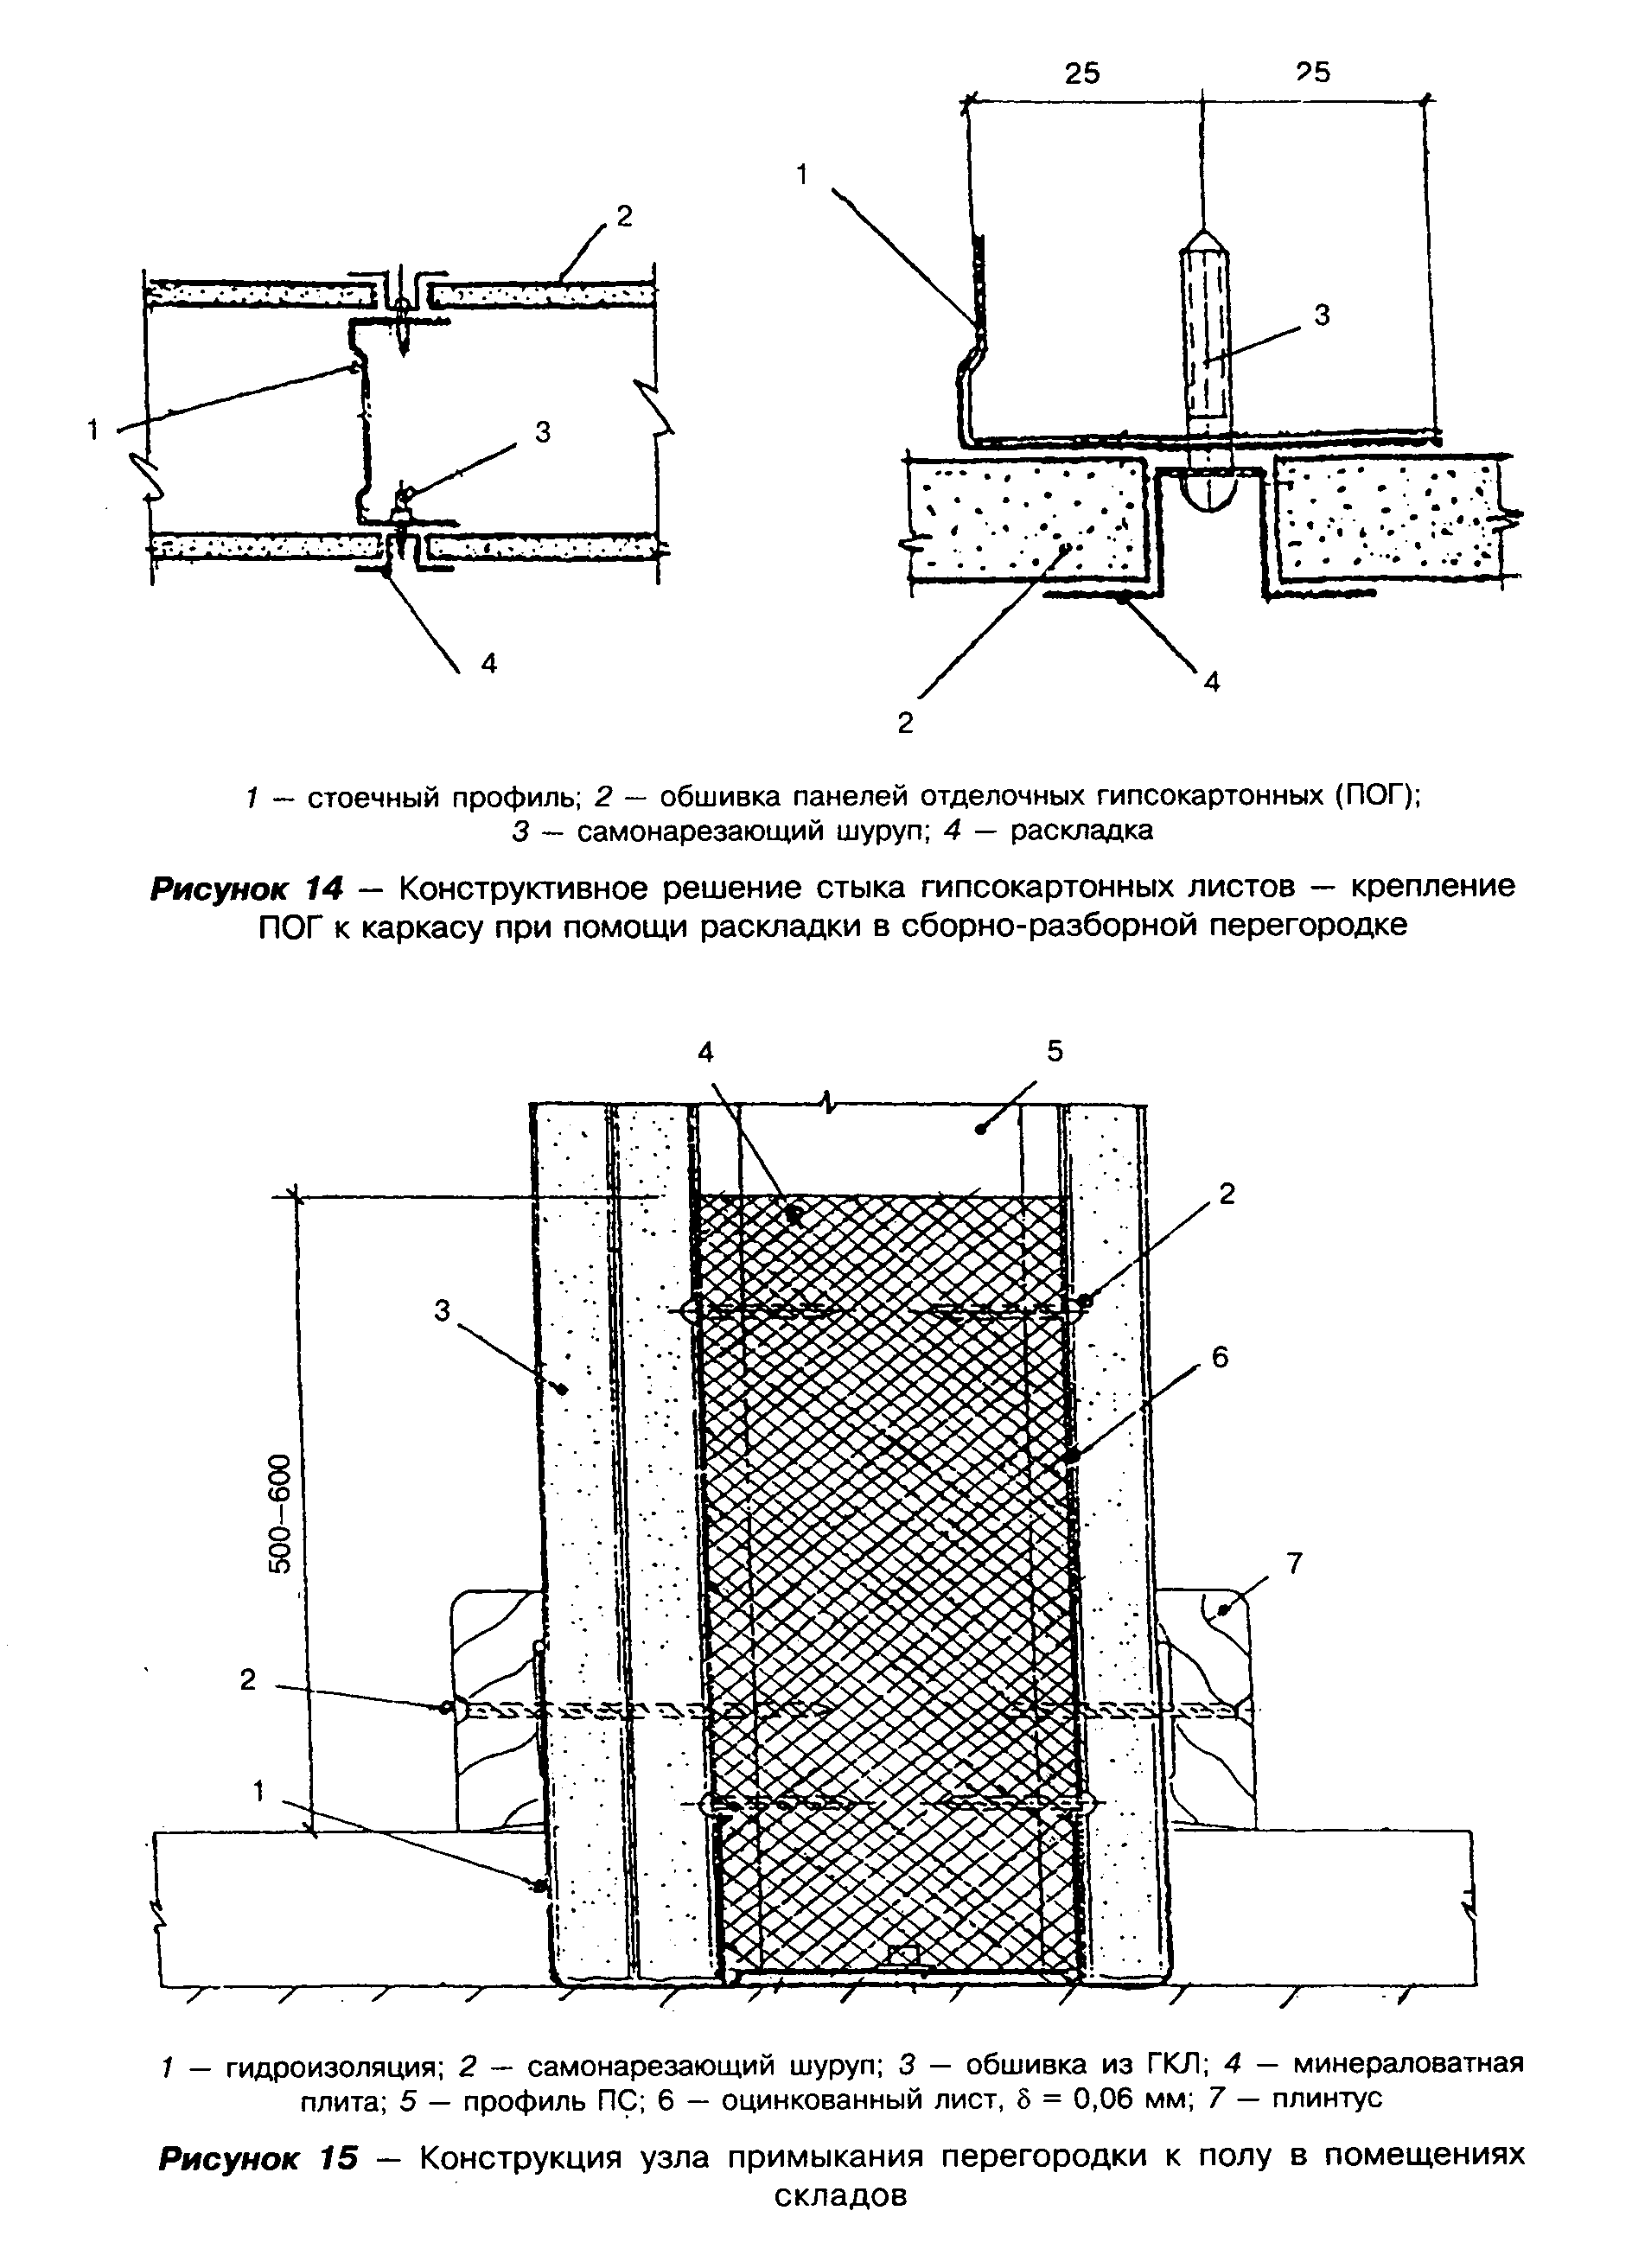 25 25
1
2
3
1
3
4
4
2
1 — стоечный профиль; 2 — обшивка панелей отделочных гипсокартонных (ПОГ);
3 — самонарезающий шуруп; 4 — раскладка
Рисунок 14 — Конструктивное решение стыка гипсокартонных листов — крепление
ПОГ к каркасу при помощи раскладки в сборно-разборной перегородке
4 5
2
3
6
500–600
7
2
1
1 — гидроизоляция; 2 — самонарезающий шуруп; 3 — обшивка из ГКЛ; 4 — минераловатная
плита; 5 — профиль ПС; 6 — оцинкованный лист, δ = 0,06 мм; 7 — плинтус
Рисунок 15 — Конструкция узла примыкания перегородки к полу в помещениях
складов